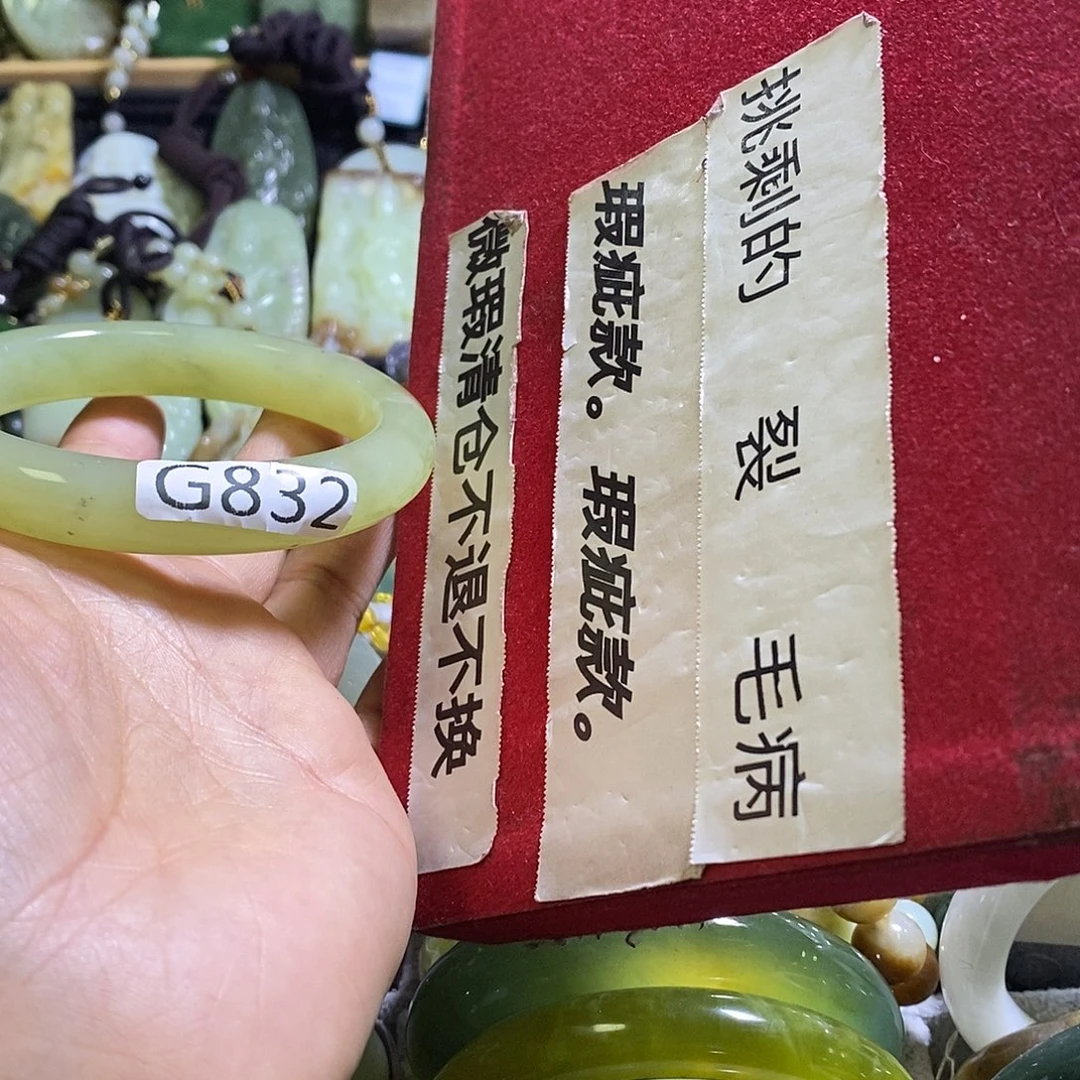 挑剩的 裂 毛病
瑕疵款。瑕疵款。
微瑕清仓不退不换
G832